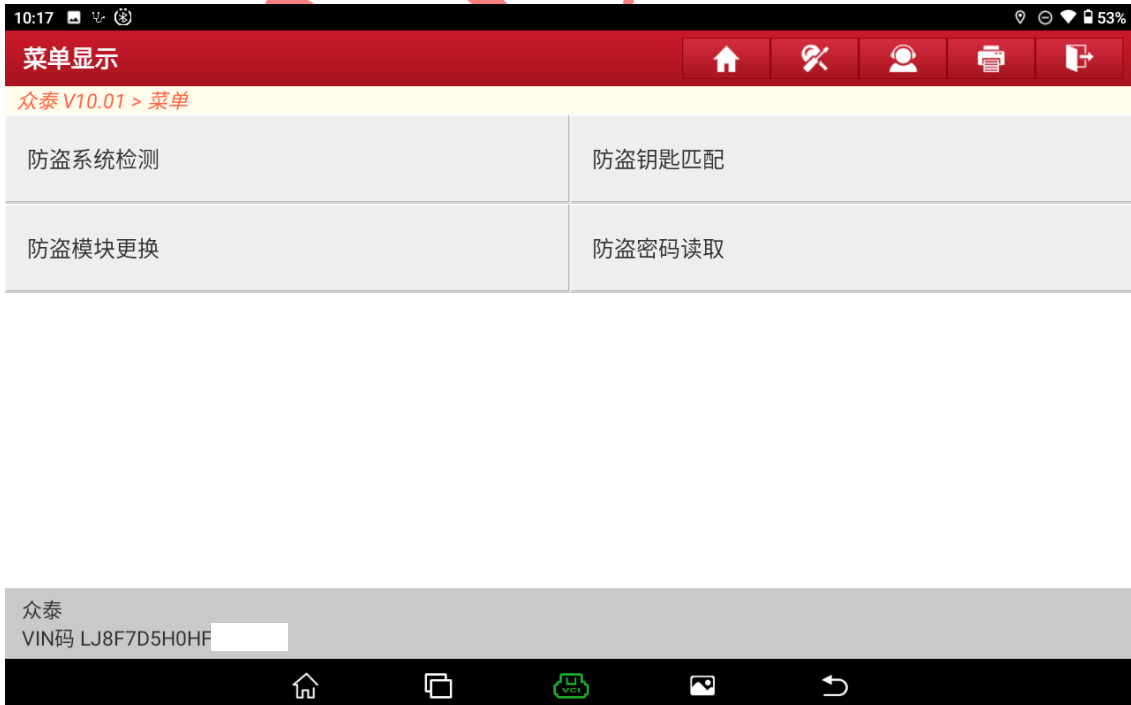 10:17 53%
菜单显示
众泰 V10.01 > 菜单
防盗系统检测 防盗钥匙匹配
防盗模块更换 防盗密码读取
众泰
VIN码 LJ8F7D5H0HF
VCI